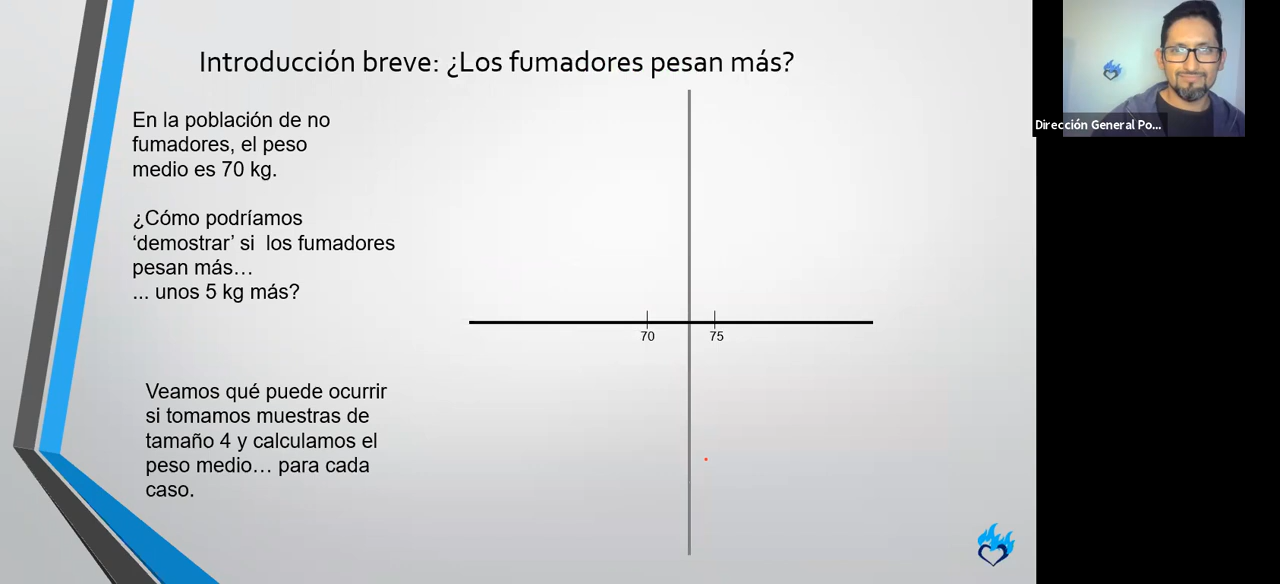 Introducción breve: ¿Los fumadores pesan más?
En la población de no
fumadores, el peso
medio es 70 kg.
¿Cómo podríamos
‘demostrar’ si  los fumadores
pesan más…
... unos 5 kg más?
70
75
Veamos qué puede ocurrir
si tomamos muestras de
tamaño 4 y calculamos el
peso medio… para cada
caso.
Dirección General Po...